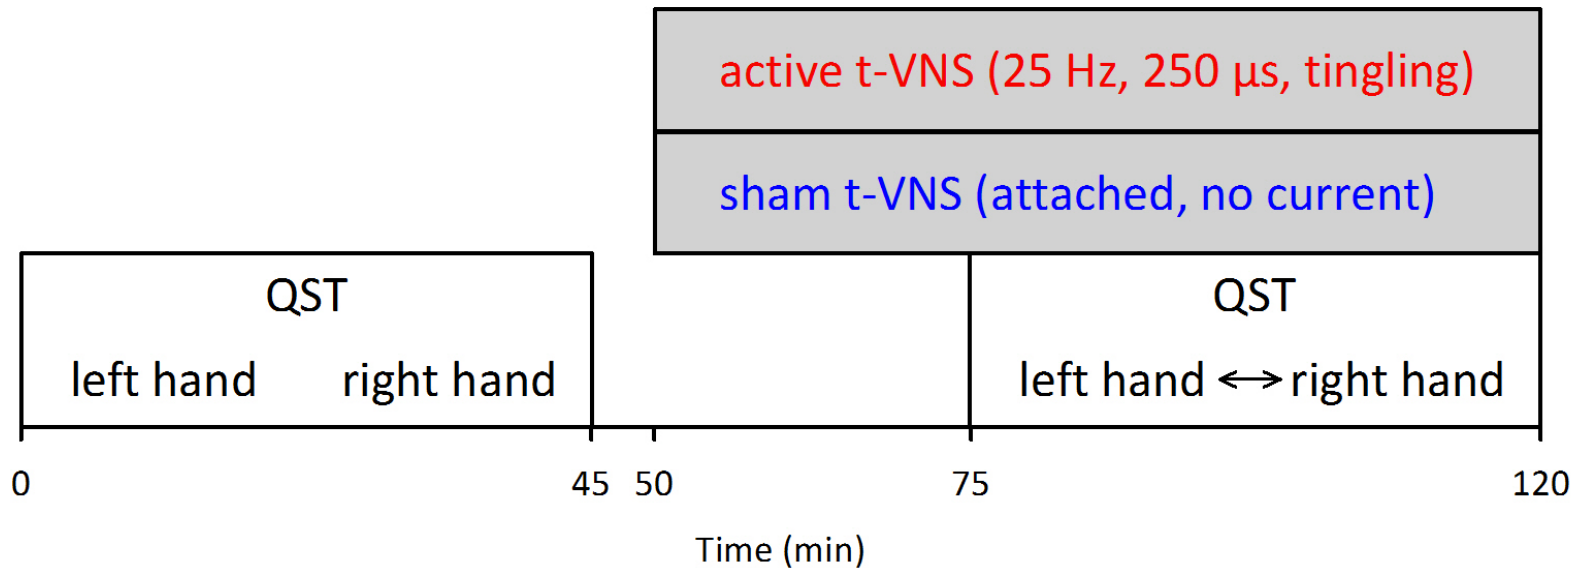 active t-VNS (25 Hz, 250 µs, tingling)
sham t-VNS (attached, no current)
QST
left hand right hand
QST
left hand ↔ right hand
0 45 50 75 120
Time (min)